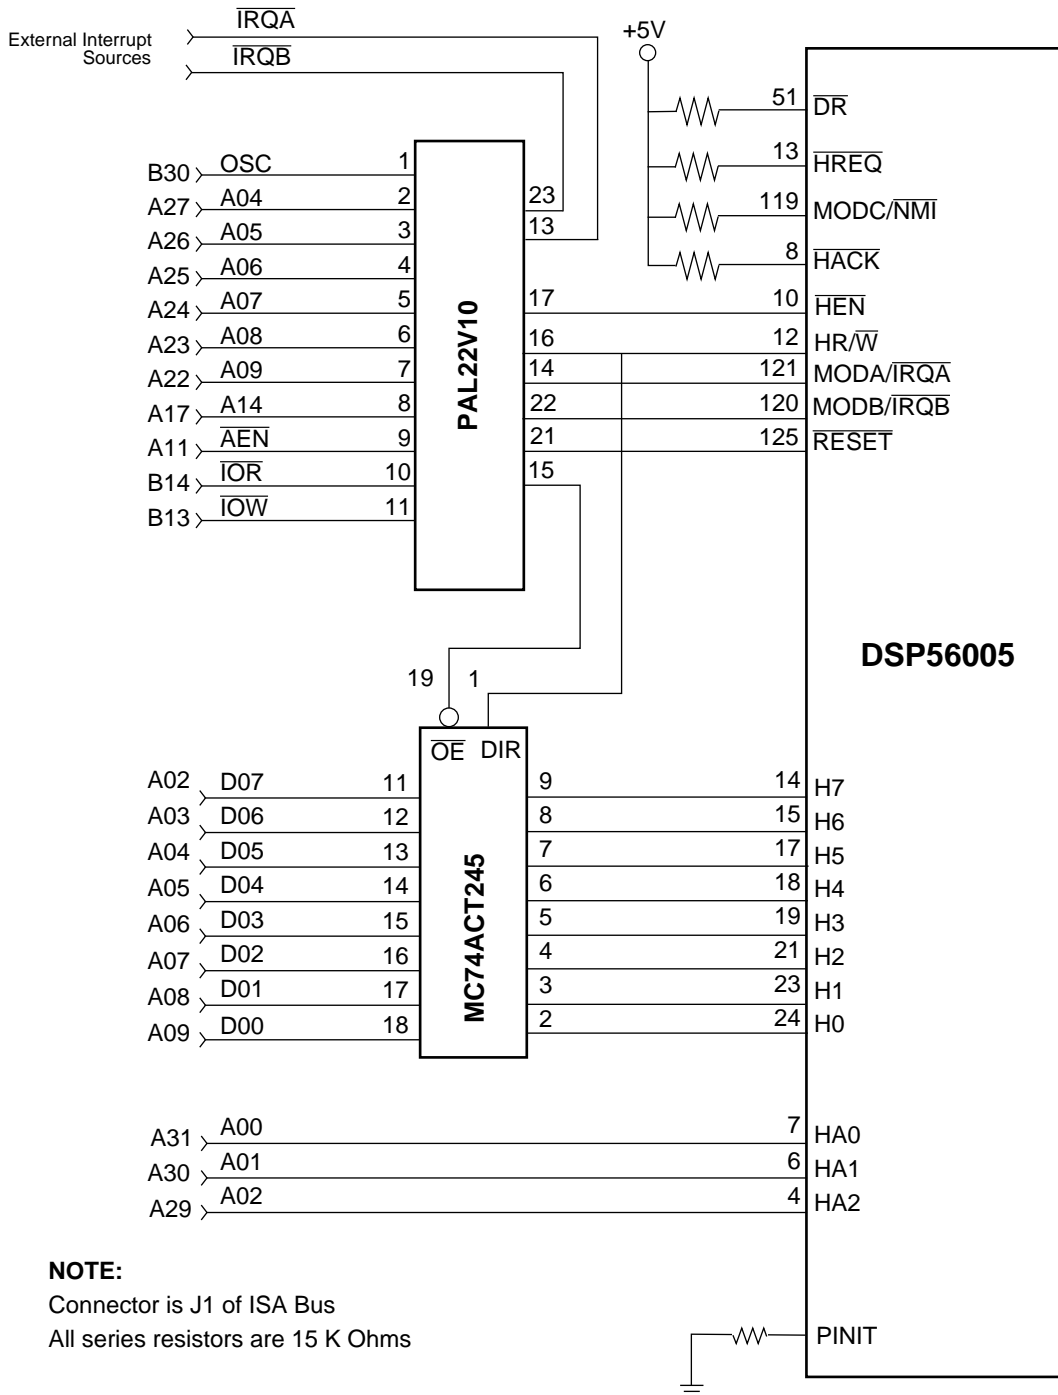 IRQA
External Interrupt
Sources
IRQB
+5V
51 DR
13 HREQ
119 MODC/NMI
8 HACK
B30 OSC 1
A27 A04 2
A26 A05 3
A25 A06 4
A24 A07 5
A23 A08 6
A22 A09 7
A17 A14 8
A11 AEN 9
B14 IOR 10
B13 IOW 11
PAL22V10
23
13
17 10 HEN
16 12 HR/W
14 121 MODA/IRQA
22 120 MODB/IRQB
21 125 RESET
15
DSP56005
19 1
OE DIR
MC74ACT245
A02 D07 11 9 14 H7
A03 D06 12 8 15 H6
A04 D05 13 7 17 H5
A05 D04 14 6 18 H4
A06 D03 15 5 19 H3
A07 D02 16 4 21 H2
A08 D01 17 3 23 H1
A09 D00 18 2 24 H0
A31 A00 7 HA0
A30 A01 6 HA1
A29 A02 4 HA2
NOTE:
Connector is J1 of ISA Bus
All series resistors are 15 K Ohms
PINIT